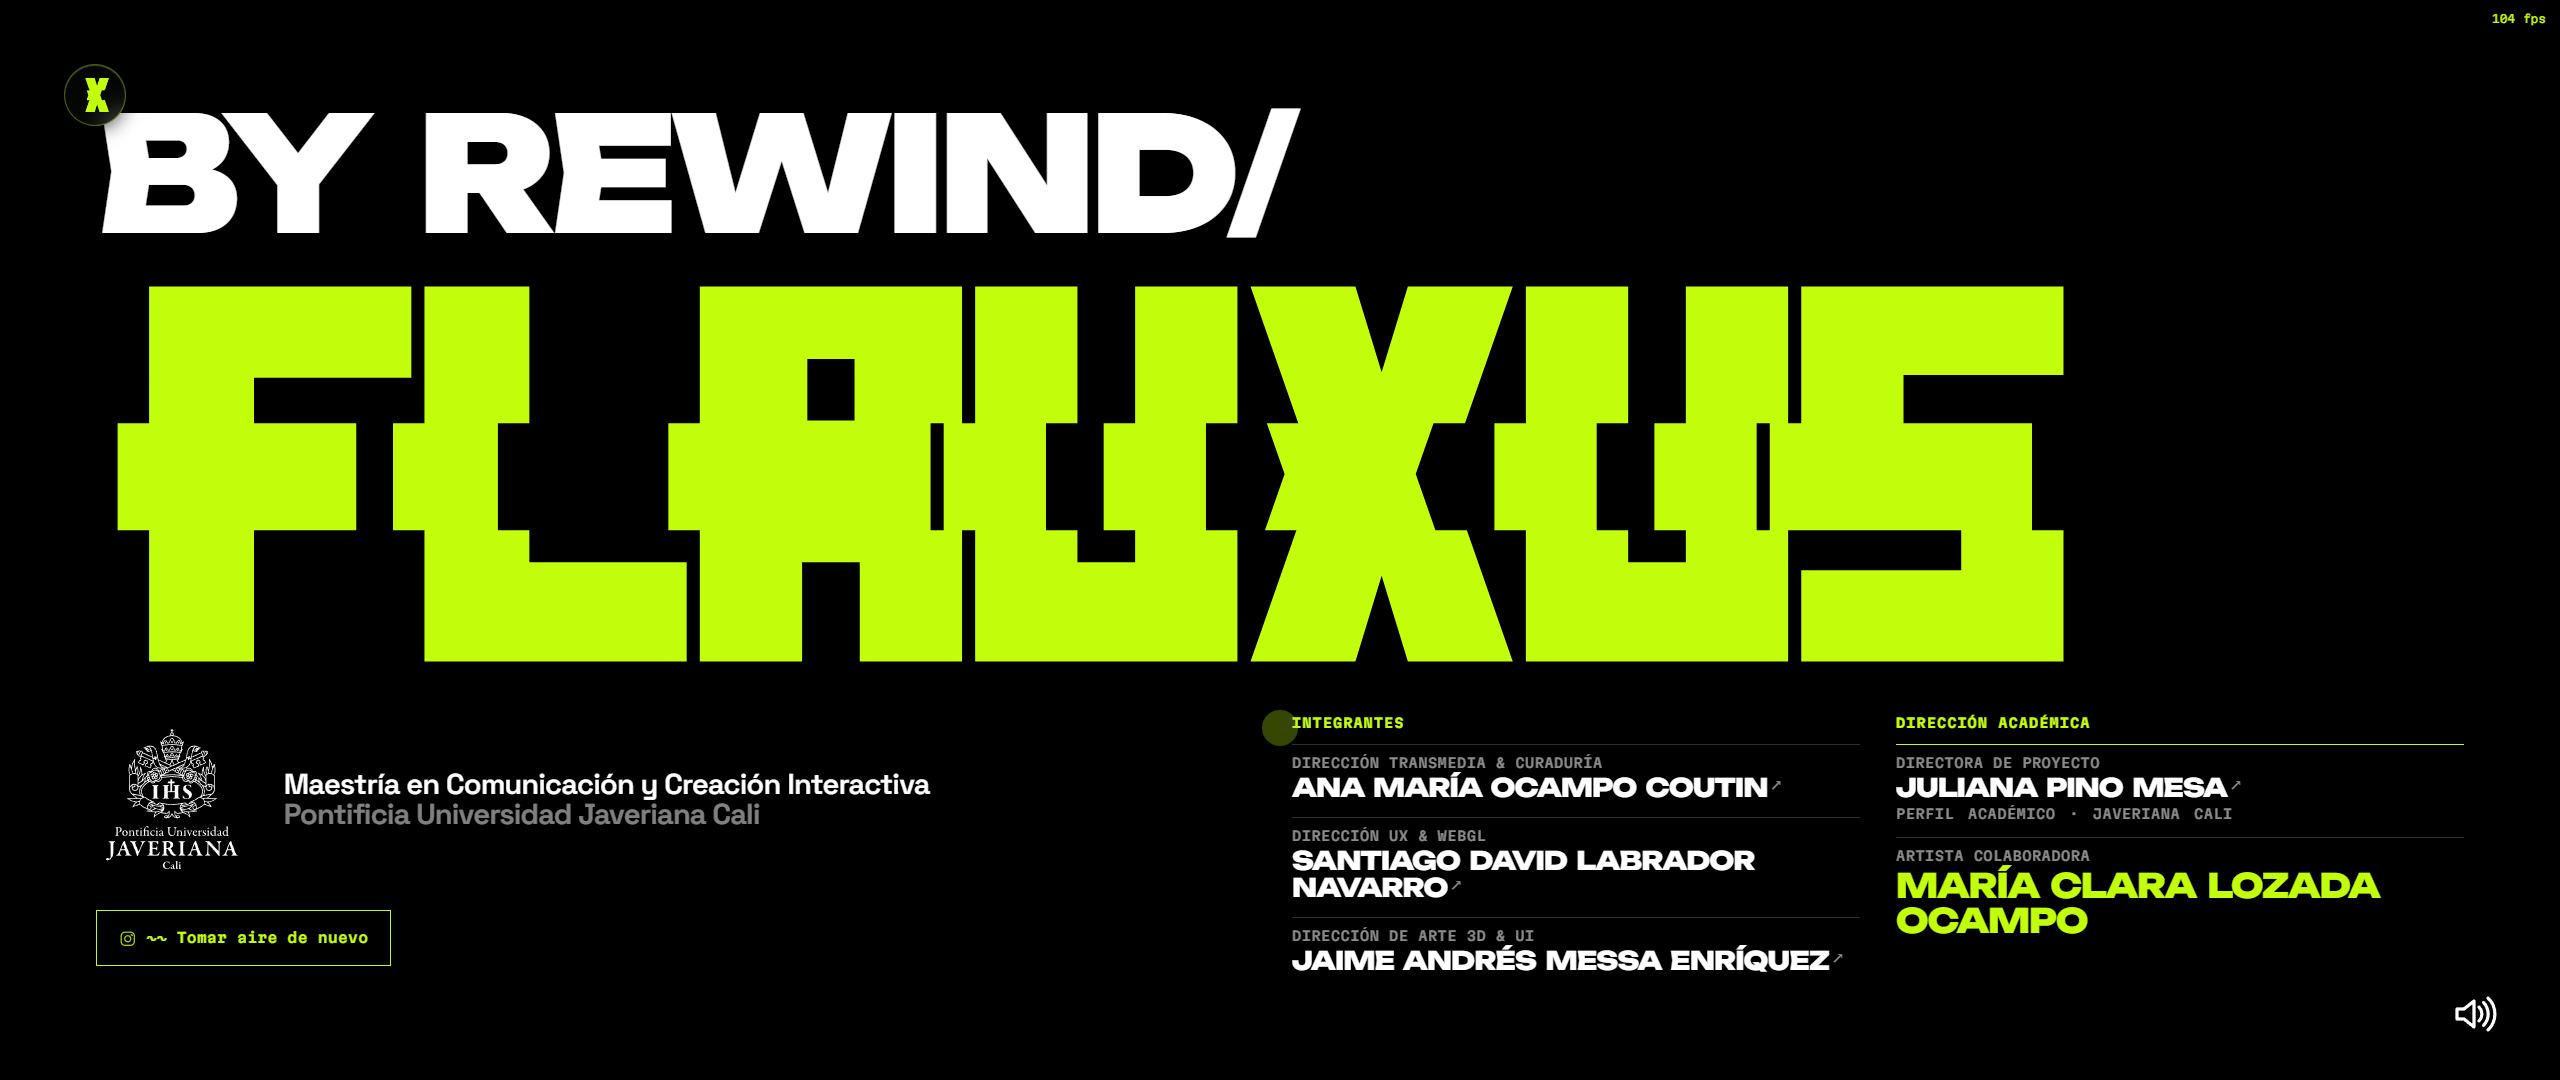 104 fps
X
BY REWIND/
FLAUXUS
IHS
Pontificia Universidad
JAVERIANA
Cali
Maestría en Comunicación y Creación Interactiva
Pontificia Universidad Javeriana Cali
~~ Tomar aire de nuevo
INTEGRANTES
DIRECCIÓN TRANSMEDIA & CURADURÍA
ANA MARÍA OCAMPO COUTIN↗
DIRECCIÓN UX & WEBGL
SANTIAGO DAVID LABRADOR
NAVARRO↗
DIRECCIÓN DE ARTE 3D & UI
JAIME ANDRÉS MESSA ENRÍQUEZ↗
DIRECCIÓN ACADÉMICA
DIRECTORA DE PROYECTO
JULIANA PINO MESA↗
PERFIL ACADÉMICO · JAVERIANA CALI
ARTISTA COLABORADORA
MARÍA CLARA LOZADA
OCAMPO